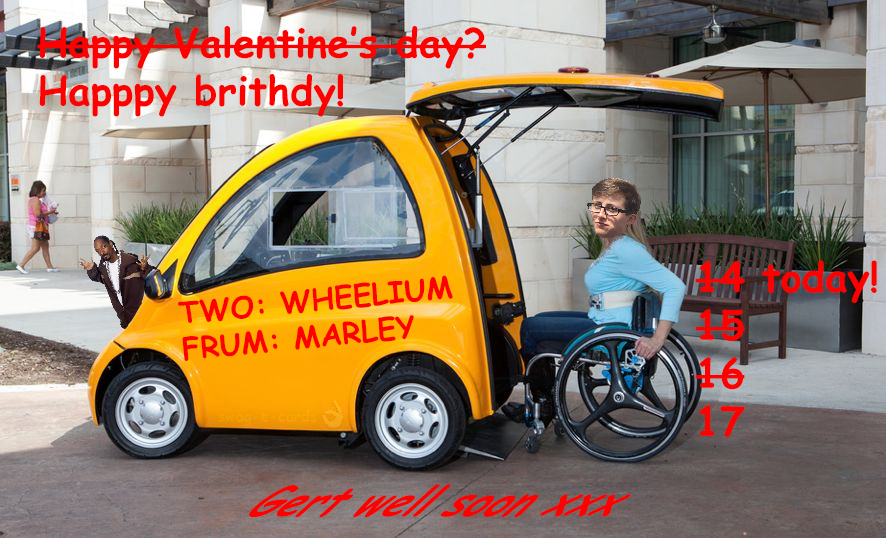 Happy Valentine's day?
Happpy brithdy!
TWO: WHEELIUM
FRUM: MARLEY
14 today!
15
16
17
Gert well soon xxx